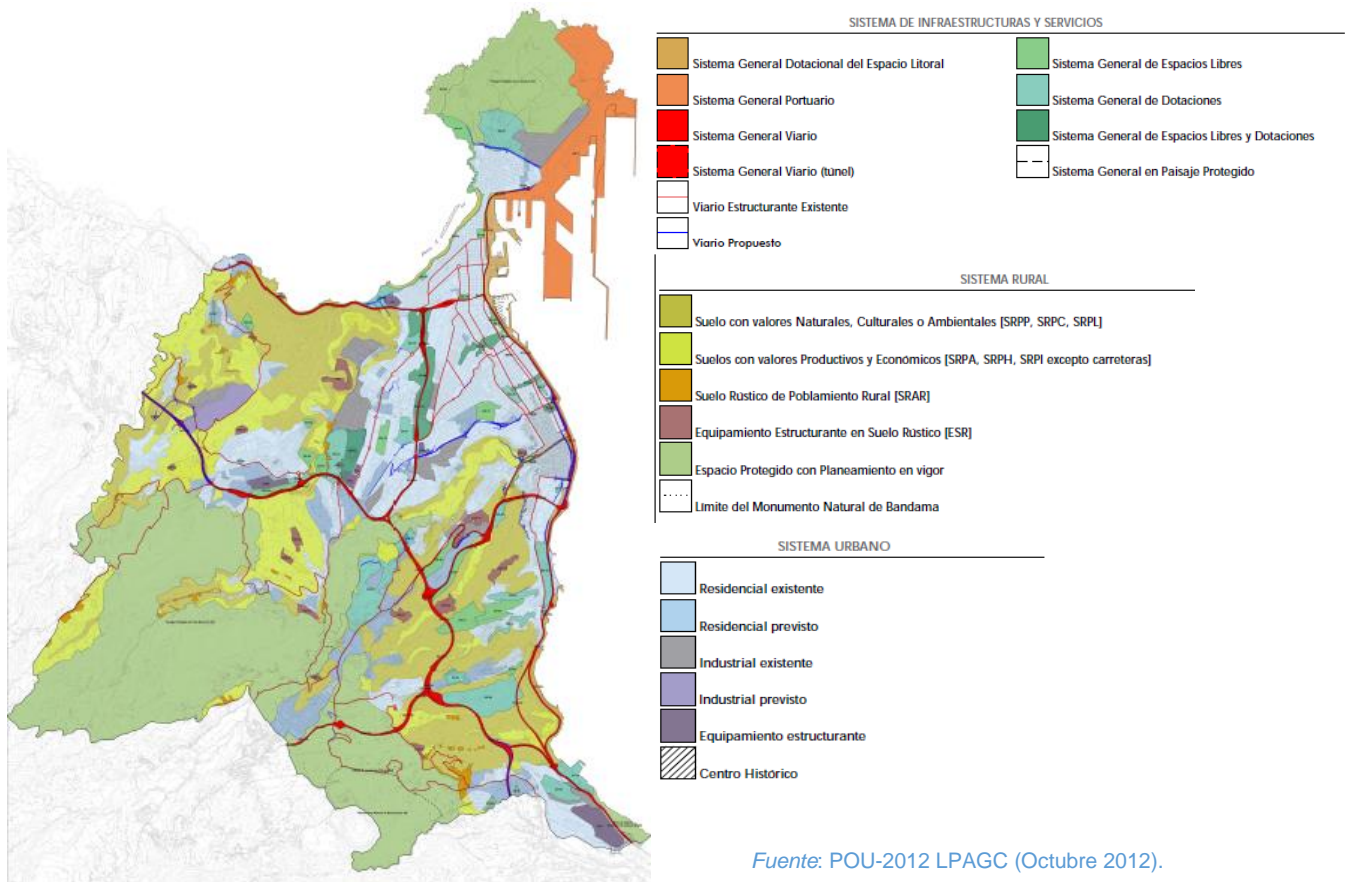 SISTEMA DE INFRAESTRUCTURAS Y SERVICIOS
Sistema General Dotacional del Espacio Litoral
Sistema General Portuario
Sistema General Viario
Sistema General Viario (túnel)
Viario Estructurante Existente
Viario Propuesto
Sistema General de Espacios Libres
Sistema General de Dotaciones
Sistema General de Espacios Libres y Dotaciones
Sistema General en Paisaje Protegido
SISTEMA RURAL
Suelo con valores Naturales, Culturales o Ambientales [SRPP, SRPC, SRPL]
Suelos con valores Productivos y Económicos [SRPA, SRPH, SRPI excepto carreteras]
Suelo Rústico de Poblamiento Rural [SRAR]
Equipamiento Estructurante en Suelo Rústico [ESR]
Espacio Protegido con Planeamiento en vigor
Límite del Monumento Natural de Bandama
SISTEMA URBANO
Residencial existente
Residencial previsto
Industrial existente
Industrial previsto
Equipamiento estructurante
Centro Histórico
Fuente: POU-2012 LPAGC (Octubre 2012).